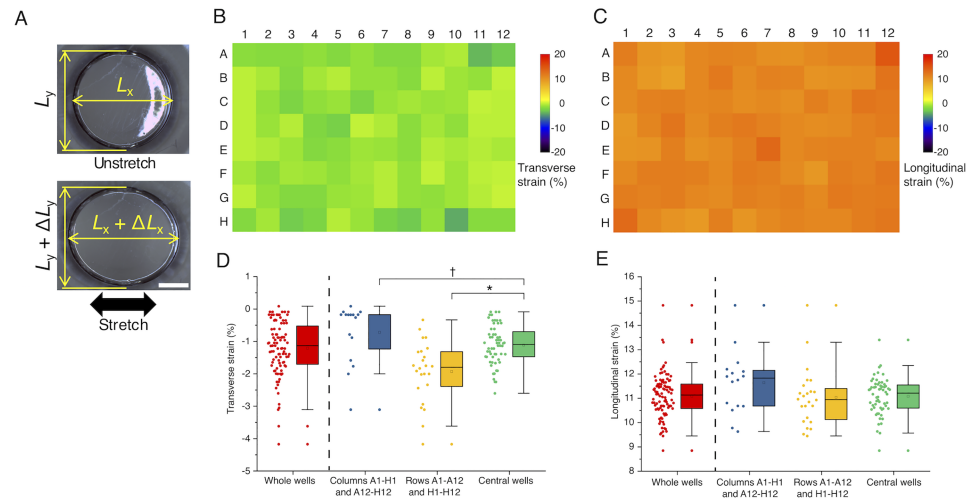 A
Ly
Lx
Unstretch
Ly + ΔLy
Lx + ΔLx
Stretch
B
1 2 3 4 5 6 7 8 9 10 11 12
A
B
C
D
E
F
G
H
20
10
0
-10
-20
Transverse
strain (%)
C
1 2 3 4 5 6 7 8 9 10 11 12
A
B
C
D
E
F
G
H
20
10
0
-10
-20
Longitudinal
strain (%)
D
†
*
Transverse strain (%)
1
0
-1
-2
-3
-4
-5
Whole wells
Columns A1-H1
and A12-H12
Rows A1-A12
and H1-H12
Central wells
E
Longitudinal strain (%)
16
15
14
13
12
11
10
9
8
Whole wells
Columns A1-H1
and A12-H12
Rows A1-A12
and H1-H12
Central wells